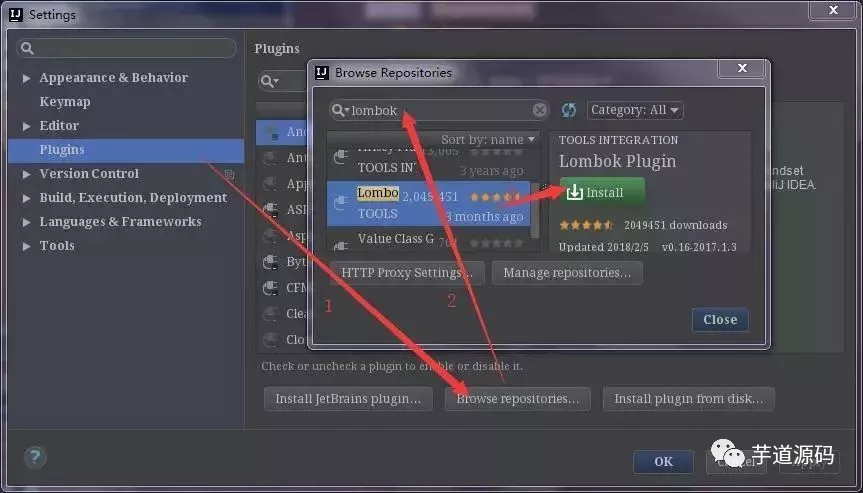 Settings
Appearance & Behavior
Keymap
Editor
Plugins
Version Control
Build, Execution, Deployment
Languages & Frameworks
Tools
Plugins
Browse Repositories
lombok
Category: All
Sort by: name
TOOLS IN
3 years ago
Lombo
2,049,451
TOOLS
3 months ago
Value Class G
TOOLS INTEGRATION
Lombok Plugin
Install
2049451 downloads
Updated 2018/2/5 v0.16-2017.1.3
HTTP Proxy Settings...
Manage repositories...
Close
ndset
liJ IDEA.
And
Ant
App
ASP
Asp
Byte
CFM
Clea
Clo
1
2
Check or uncheck a plugin to enable or disable it.
Install JetBrains plugin...
Browse repositories...
Install plugin from disk...
?
OK
芋道源码